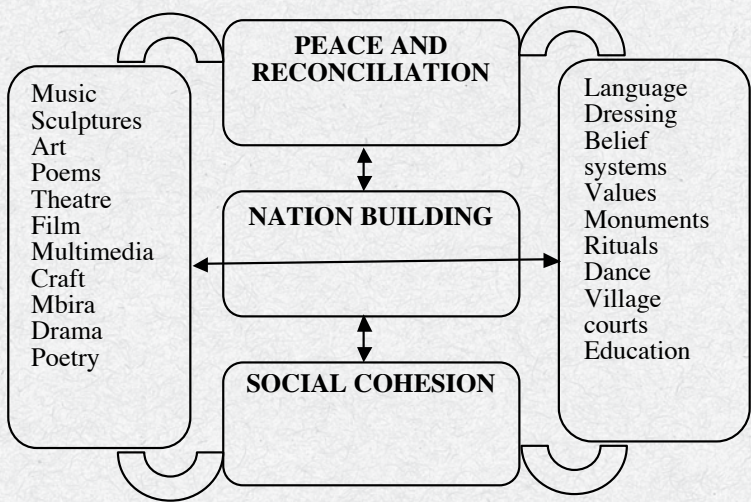 PEACE AND
RECONCILIATION
Music
Sculptures
Art
Poems
Theatre
Film
Multimedia
Craft
Mbira
Drama
Poetry
NATION BUILDING
SOCIAL COHESION
Language
Dressing
Belief
systems
Values
Monuments
Rituals
Dance
Village
courts
Education